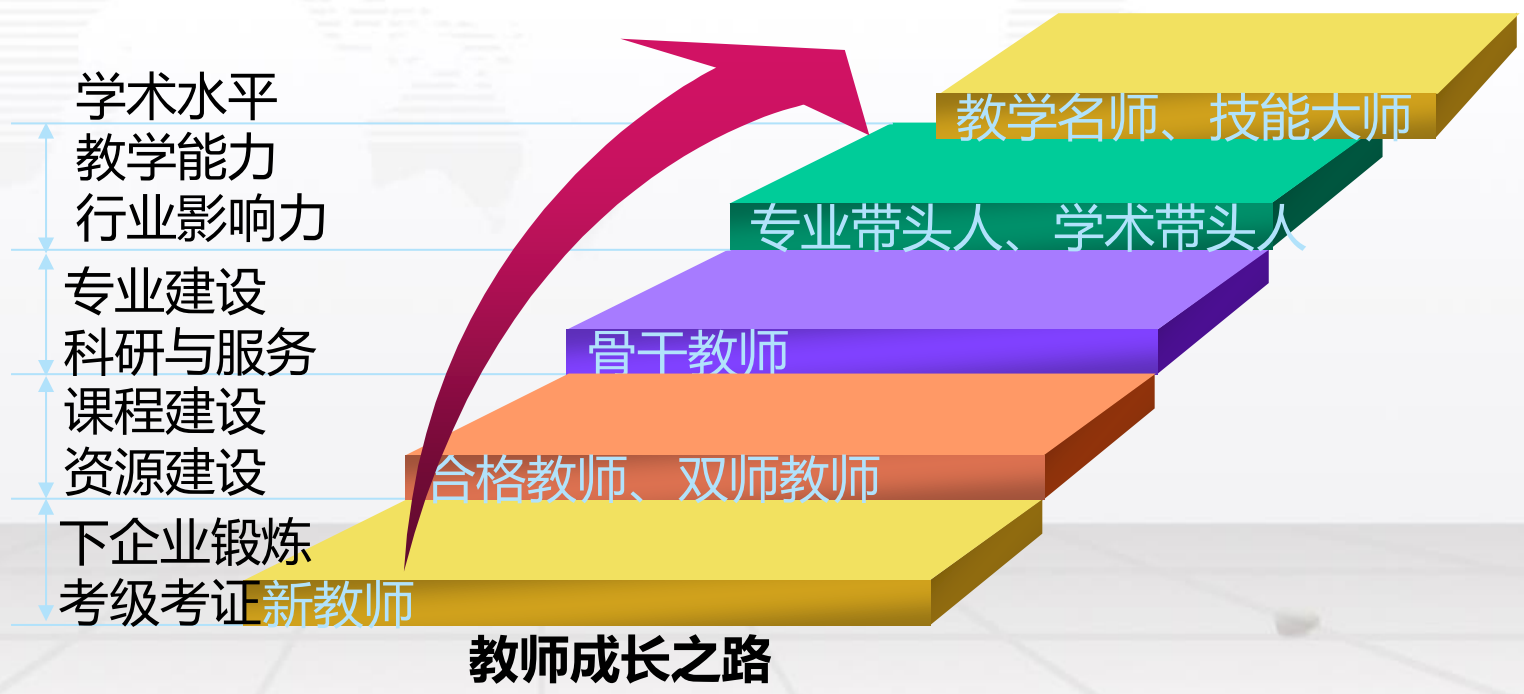 学术水平
教学能力
行业影响力
专业建设
科研与服务
课程建设
资源建设
下企业锻炼
考级考证
教学名师、技能大师
专业带头人、学术带头人
骨干教师
合格教师、双师教师
新教师
教师成长之路